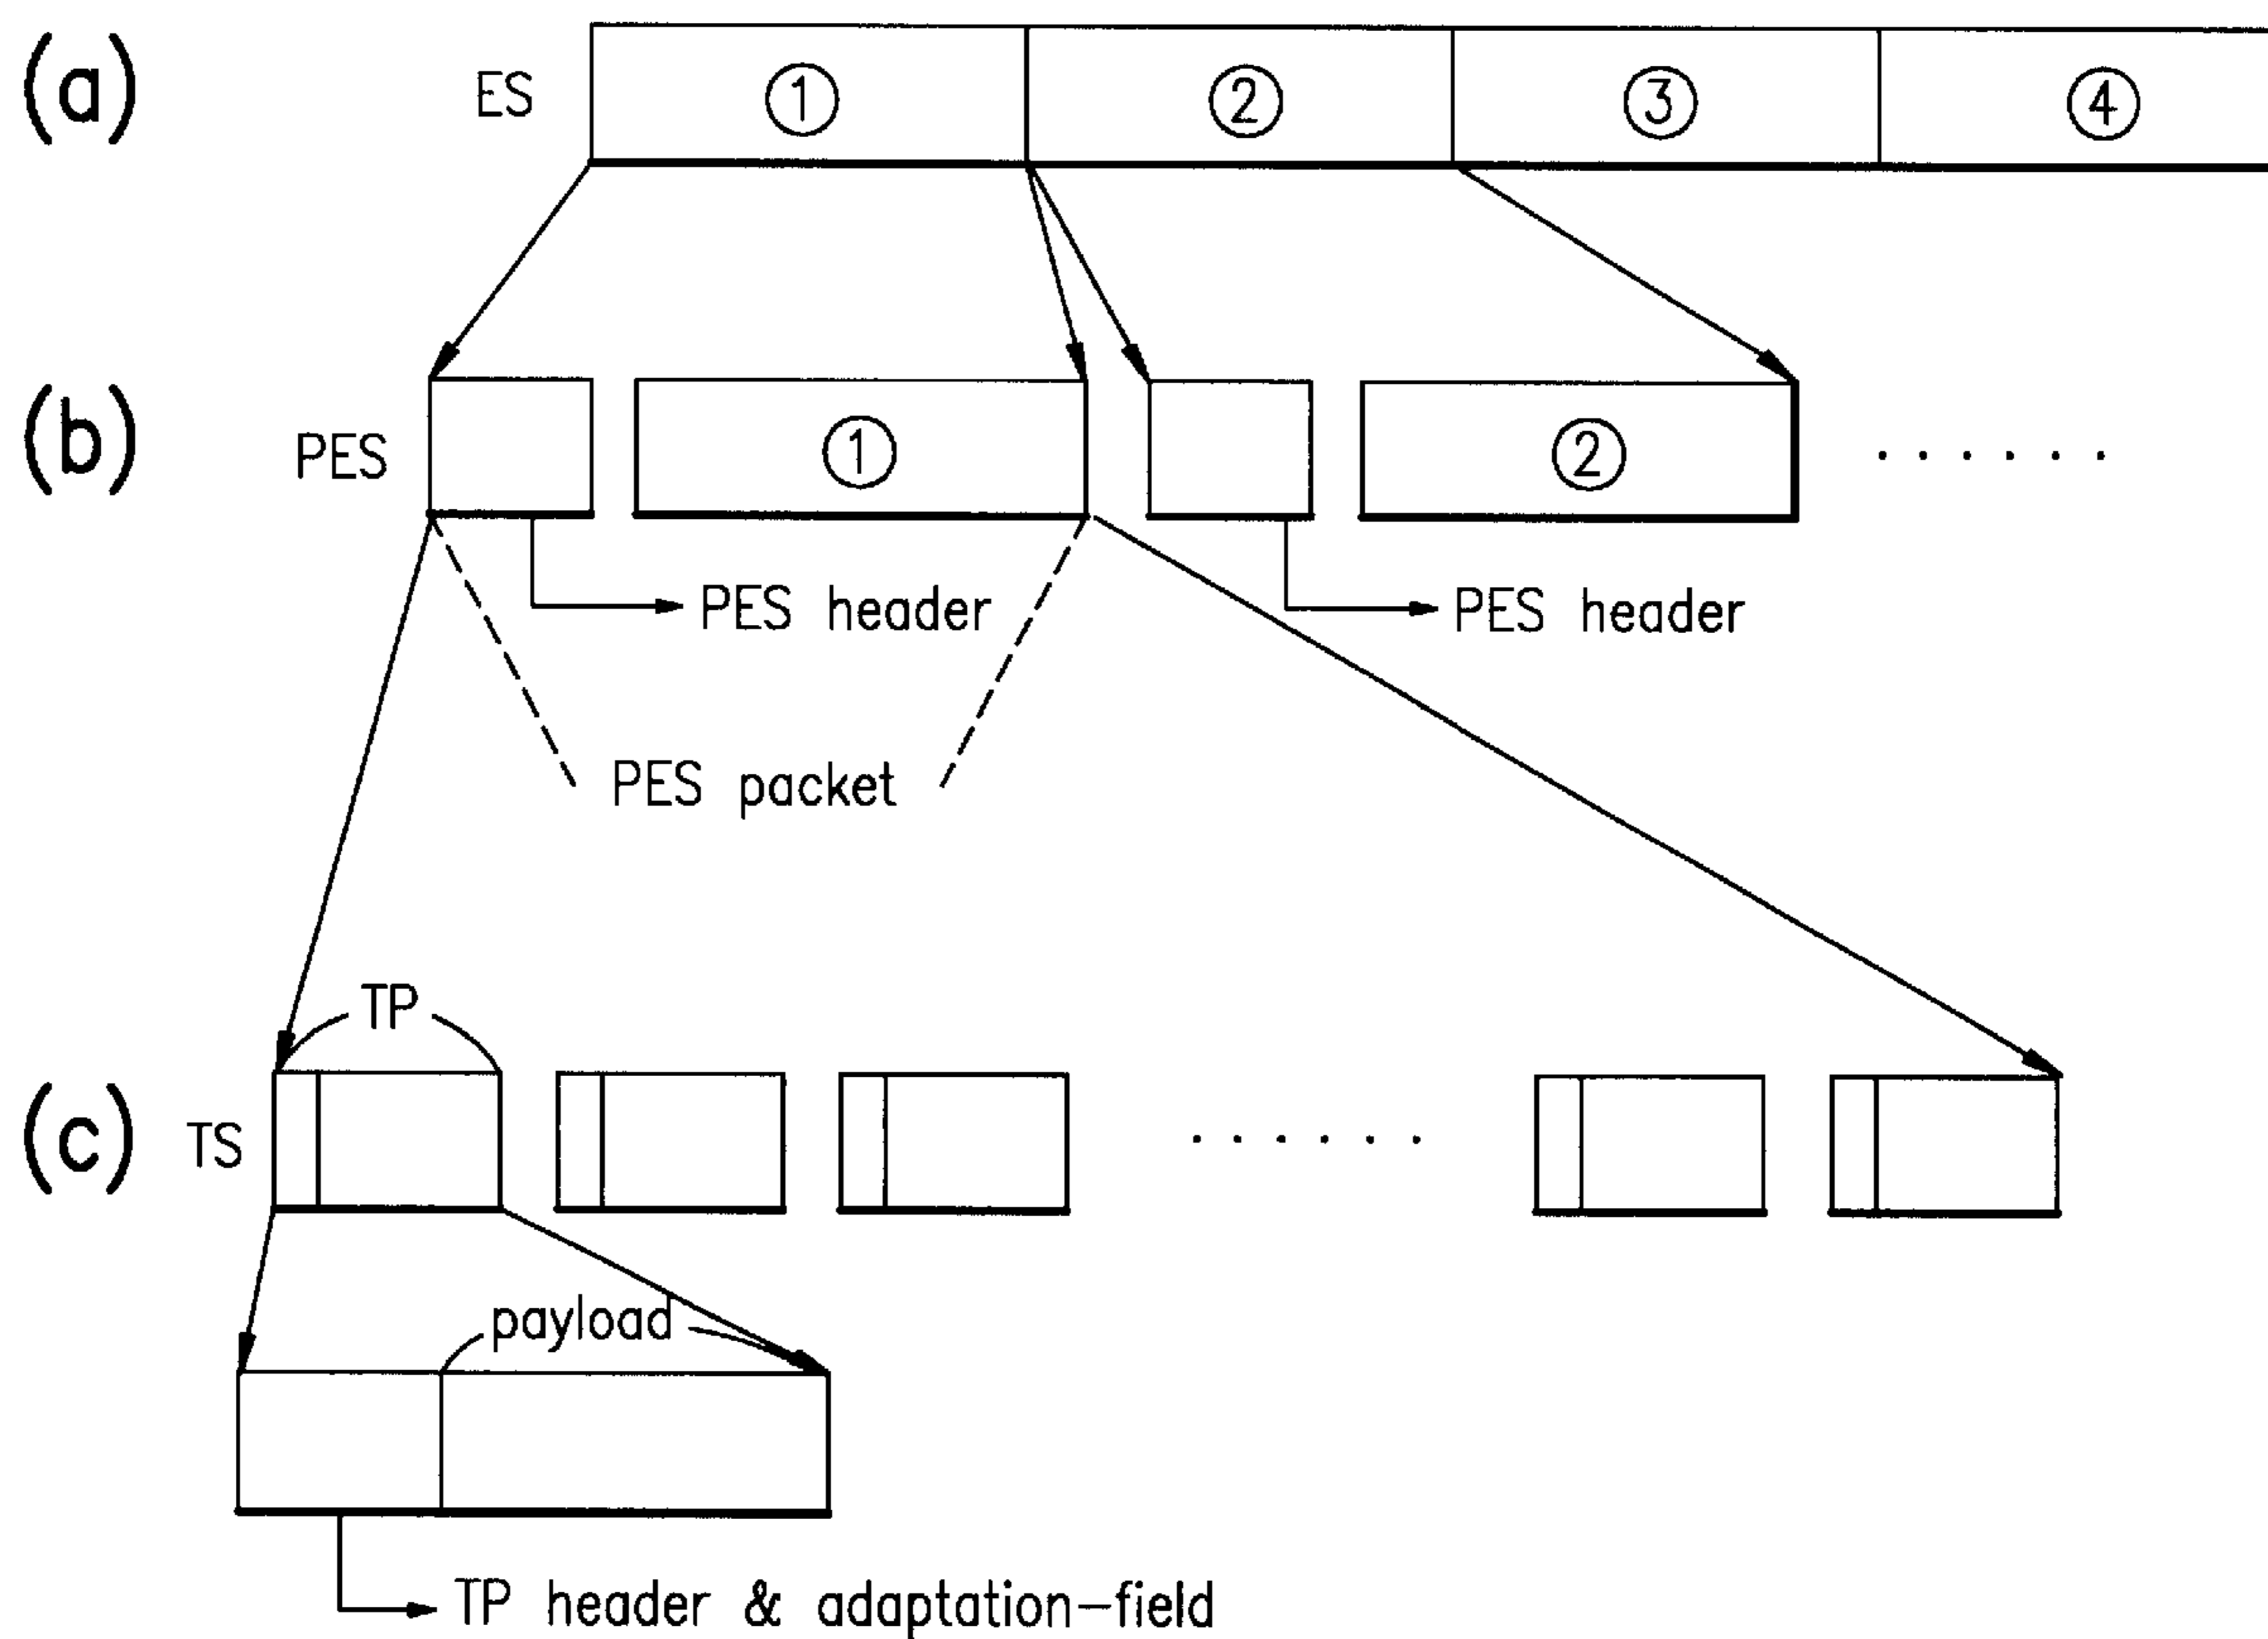 (a) ES ① ② ③ ④
(b) PES ① ② ······
PES header PES header
PES packet
TP
(c) TS ······
payload
TP header & adaptation-field